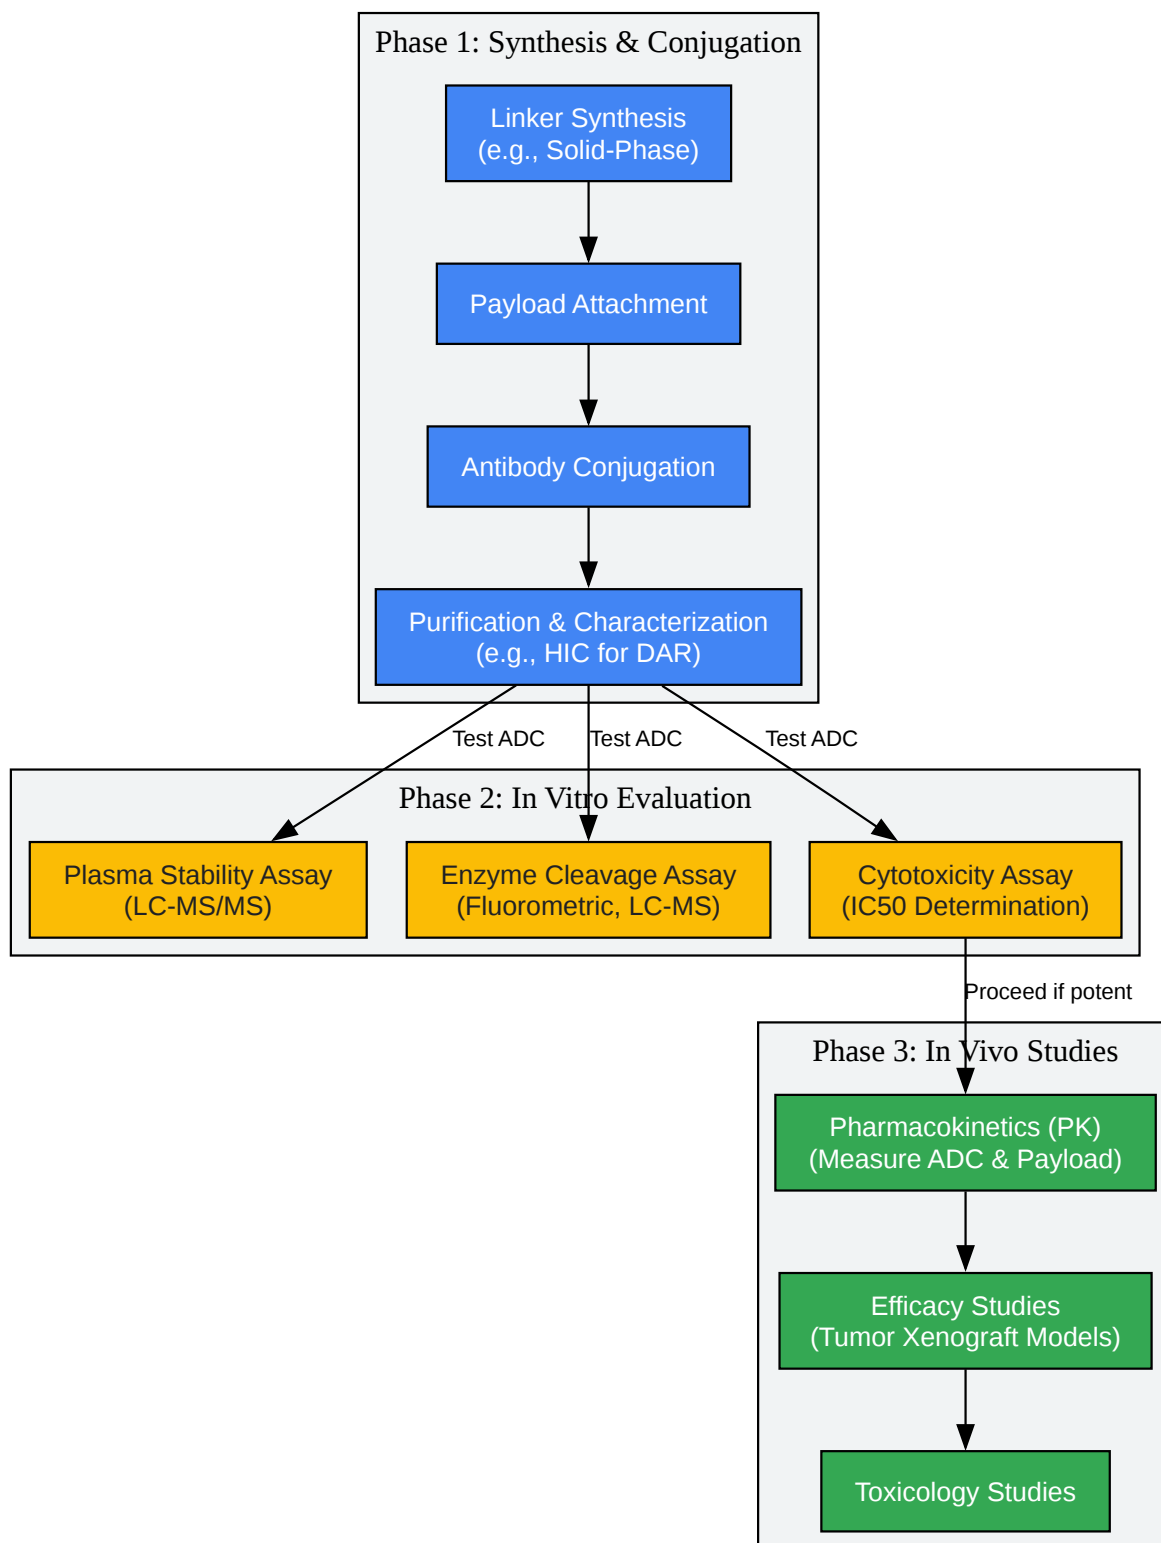 Phase 1: Synthesis & Conjugation
Linker Synthesis
(e.g., Solid-Phase)
Payload Attachment
Antibody Conjugation
Purification & Characterization
(e.g., HIC for DAR)
Test ADC
Test ADC
Test ADC
Phase 2: In Vitro Evaluation
Plasma Stability Assay
(LC-MS/MS)
Enzyme Cleavage Assay
(Fluorometric, LC-MS)
Cytotoxicity Assay
(IC50 Determination)
Proceed if potent
Phase 3: In Vivo Studies
Pharmacokinetics (PK)
(Measure ADC & Payload)
Efficacy Studies
(Tumor Xenograft Models)
Toxicology Studies